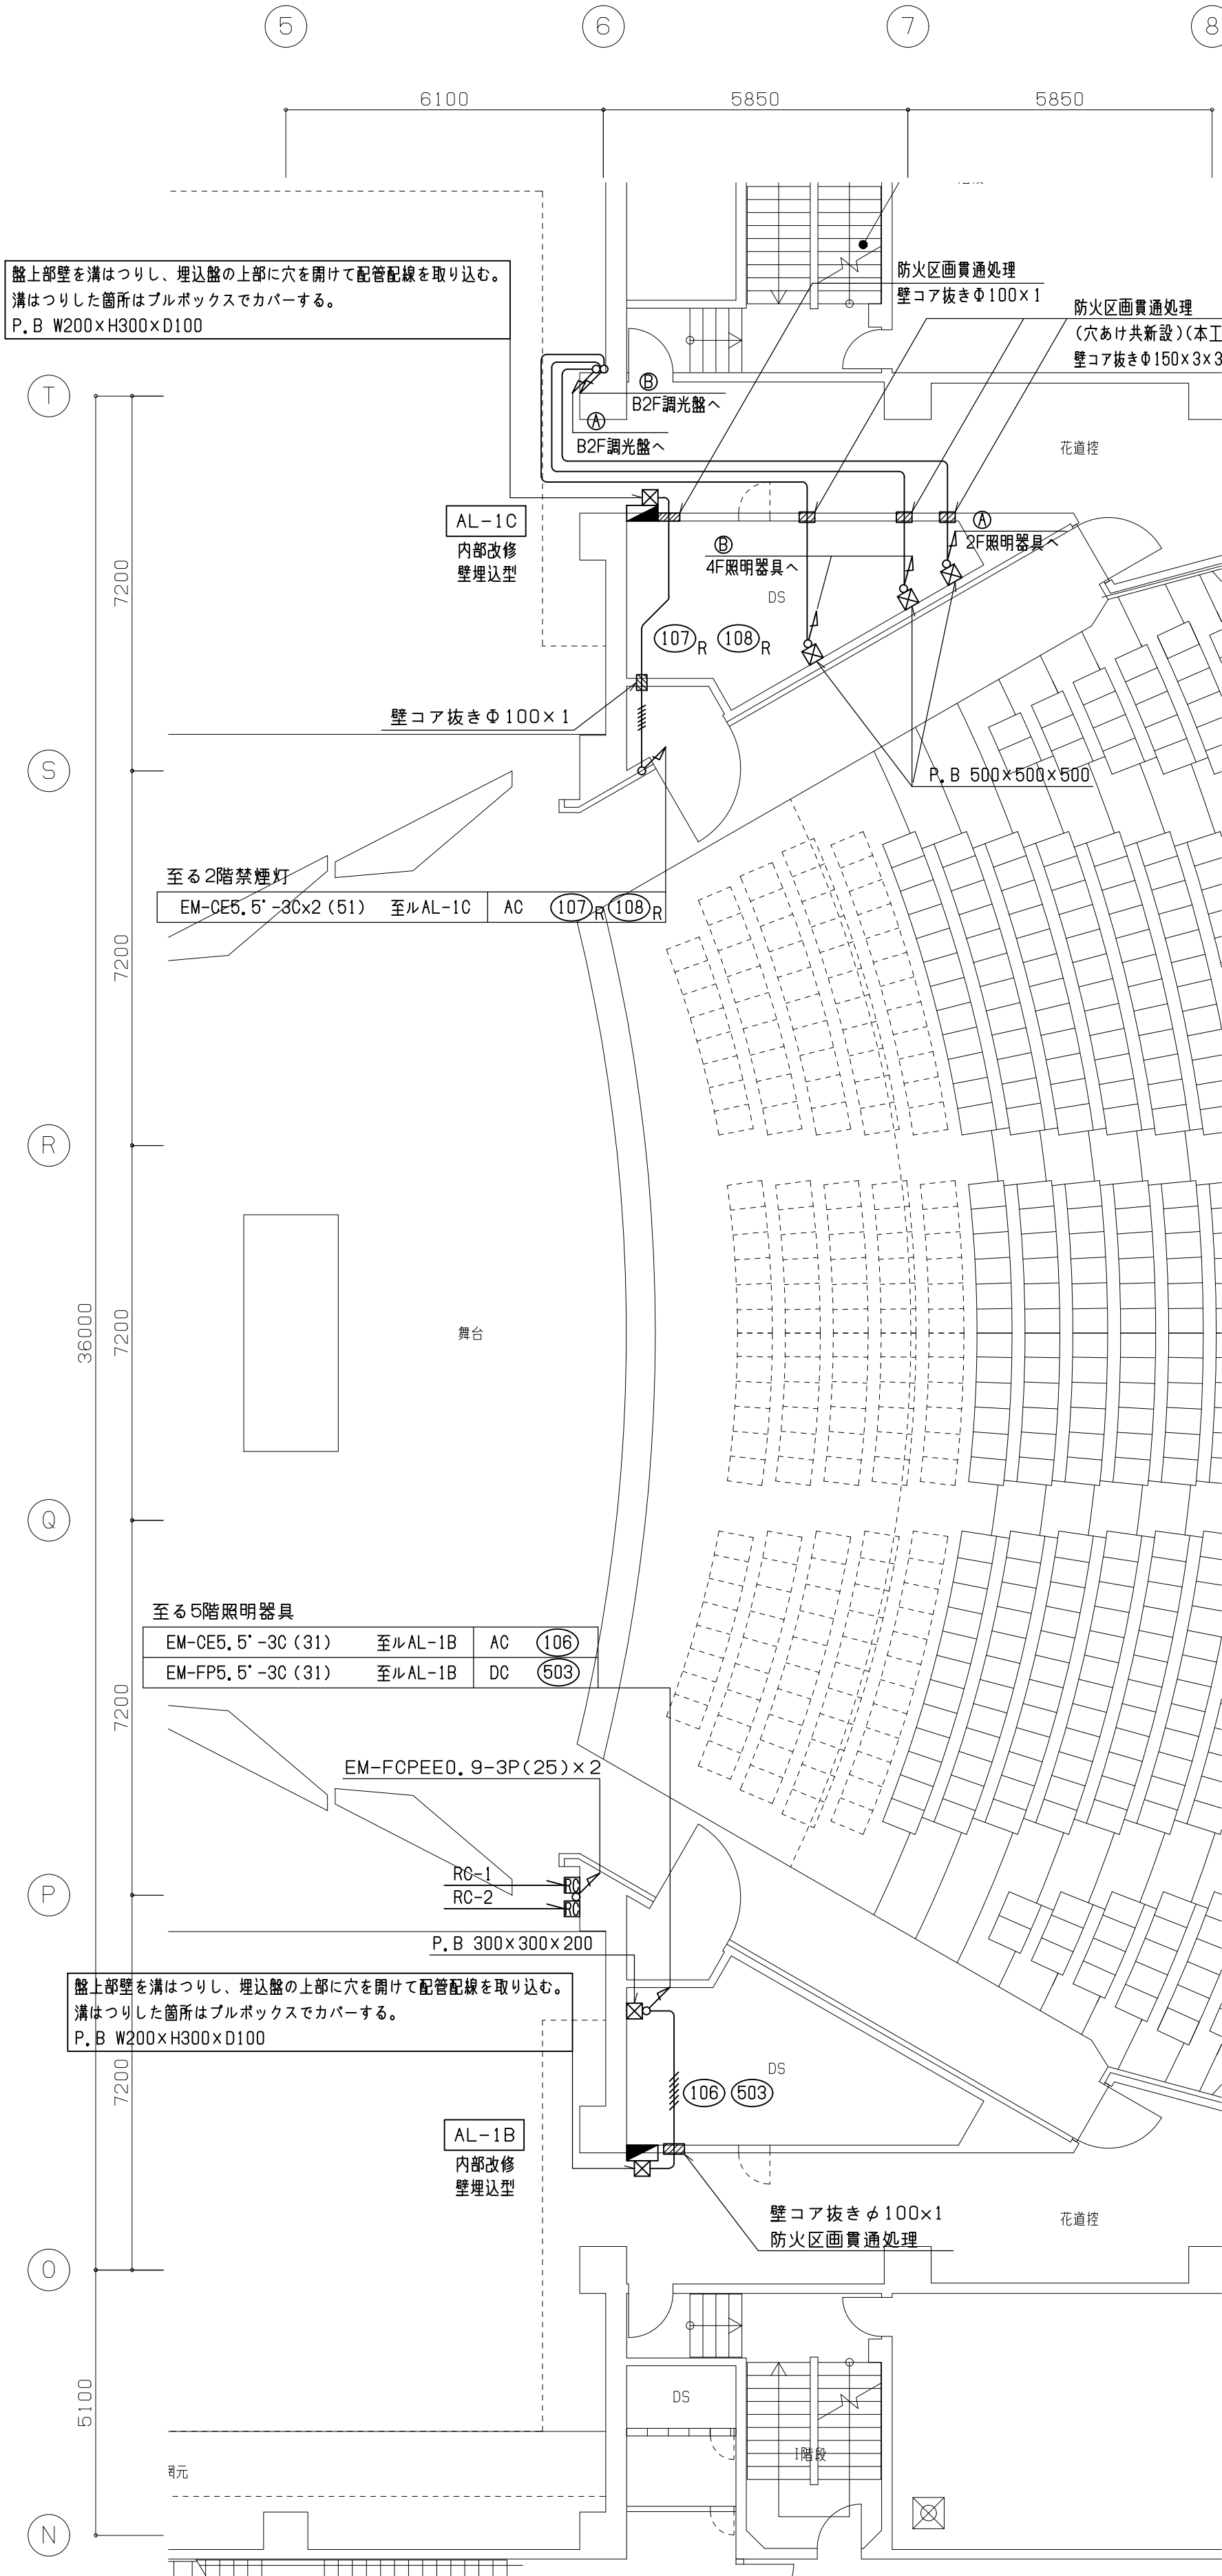 5
6
7
8
6100
5850
5850
盤上部壁を溝はつりし、埋込盤の上部に穴を開けて配管配線を取り込む。
溝はつりした箇所はプルボックスでカバーする。
P.B W200×H300×D100
防火区画貫通処理
壁コア抜きΦ100×1
防火区画貫通処理
(穴あけ共新設)(本工
壁コア抜きΦ150×3×3
T
B
B2F調光盤へ
A
B2F調光盤へ
花道控
AL-1C
内部改修
壁埋込型
A
2F照明器具へ
B
4F照明器具へ
DS
7200
107 R 108 R
壁コア抜きΦ100×1
S
P.B 500×500×500
至る2階禁煙灯
EM-CE5.5゜-3Cx2 (51) 至ルAL-1C AC 107 R 108 R
7200
R
36000
7200
舞台
Q
至る5階照明器具
EM-CE5.5゜-3C (31) 至ルAL-1B AC 106
EM-FP5.5゜-3C (31) 至ルAL-1B DC 503
7200
EM-FCPEE0.9-3P(25)×2
RC-1
RC
P
RC-2
RC
P.B 300×300×200
盤上部壁を溝はつりし、埋込盤の上部に穴を開けて配管配線を取り込む。
溝はつりした箇所はプルボックスでカバーする。
P.B W200×H300×D100
7200
DS
106 503
AL-1B
内部改修
壁埋込型
壁コア抜きφ100×1
防火区画貫通処理
花道控
O
5100
DS
I階段
N